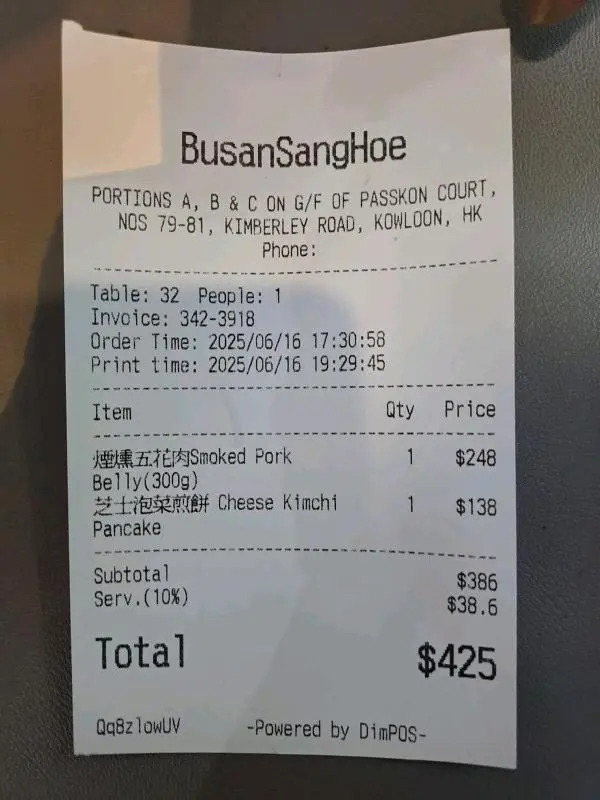 BusanSangHoe
PORTIONS A, B & C ON G/F OF PASSKON COURT,
NOS 79-81, KIMBERLEY ROAD, KOWLOON, HK
Phone:
Table: 32 People: 1
Invoice: 342-3918
Order Time: 2025/06/16 17:30:58
Print time: 2025/06/16 19:29:45
Item Qty Price
煙燻五花肉Smoked Pork 1 $248
Belly(300g)
芝士泡菜煎餅 Cheese Kimchi 1 $138
Pancake
Subtotal $386
Serv.(10%) $38.6
Total $425
Qq8zlowUV -Powered by DimPOS-